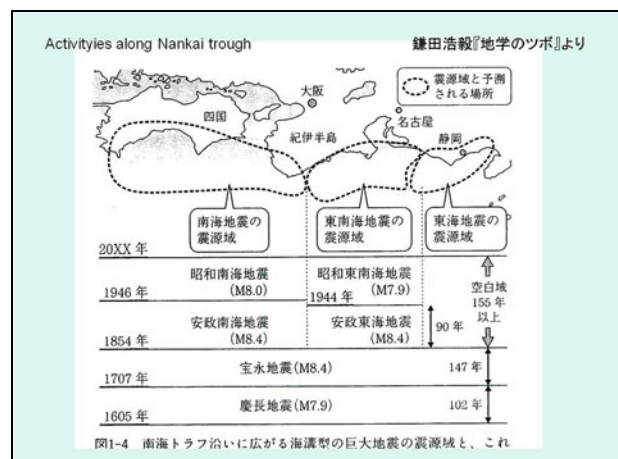 Activityies along Nankai trough
鎌田浩毅『地学のツボ』より
震源域と予測
される場所
大阪
四国
紀伊半島
名古屋
静岡
南海地震の
震源域
東南海地震の
震源域
東海地震の
震源域
20XX 年
昭和南海地震
(M8.0)
昭和東南海地震
(M7.9)
空白域
155年
以上
1946 年
1944 年
安政南海地震
(M8.4)
安政東海地震
(M8.4)
90 年
1854 年
宝永地震(M8.4)
147 年
1707 年
慶長地震(M7.9)
102 年
1605 年
図1-4 南海トラフ沿いに広がる海溝型の巨大地震の震源域と、これ